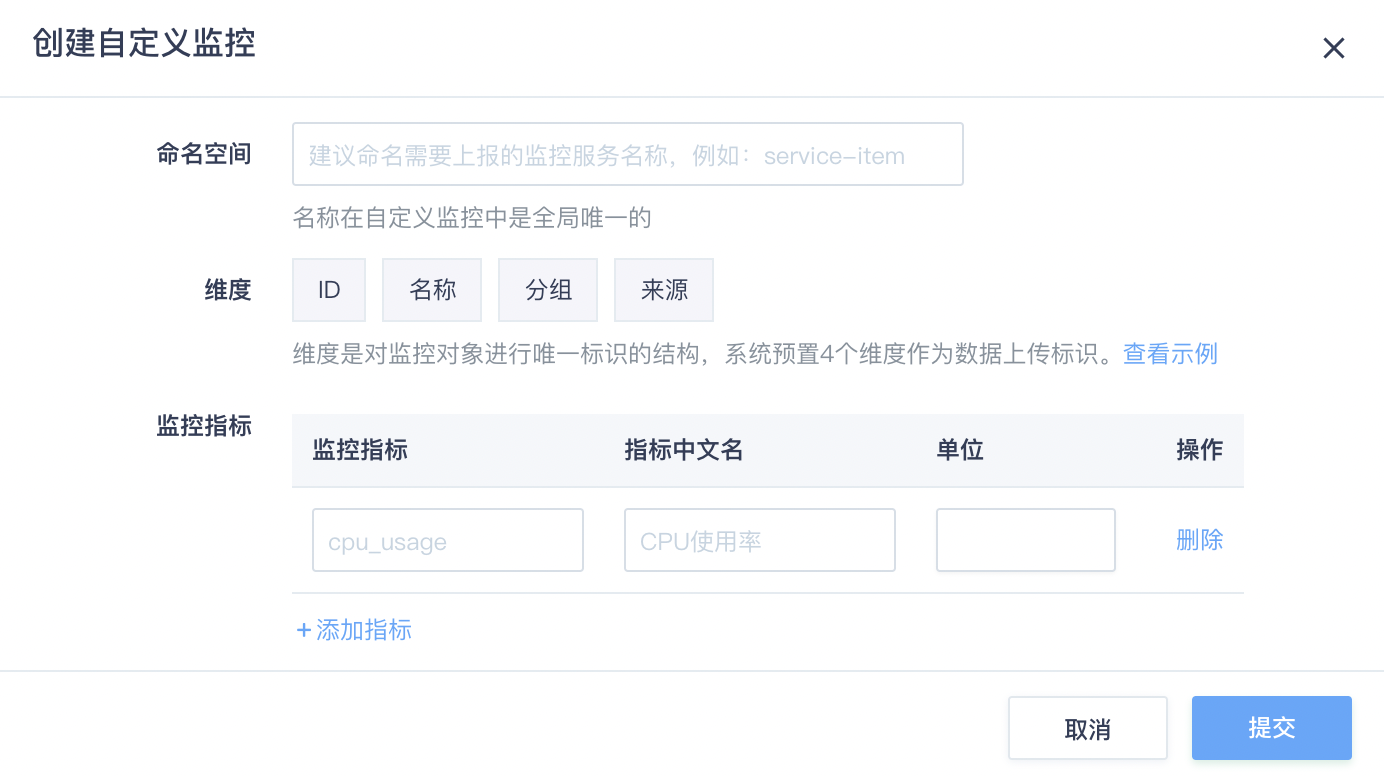 创建自定义监控
命名空间
建议命名需要上报的监控服务名称，例如：service-item
名称在自定义监控中是全局唯一的
维度 ID 名称 分组 来源
维度是对监控对象进行唯一标识的结构，系统预置4个维度作为数据上传标识。查看示例
监控指标
监控指标 指标中文名 单位 操作
cpu_usage CPU使用率 删除
+添加指标
取消 提交